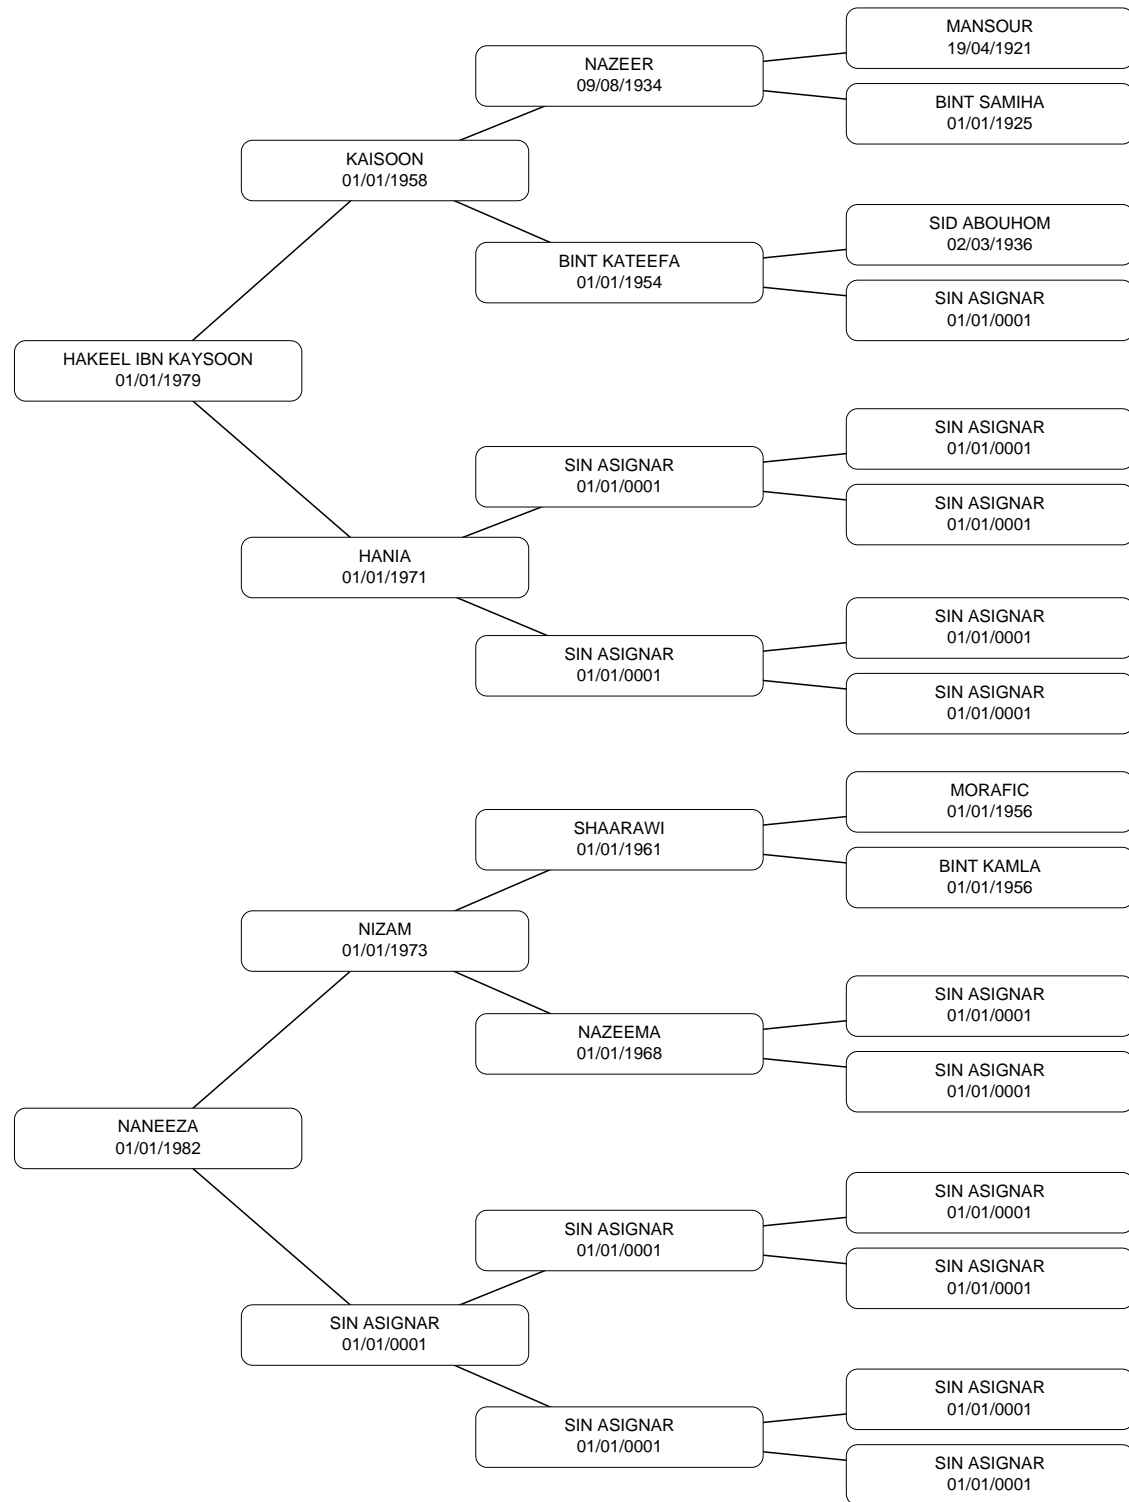 MANSOUR
19/04/1921
NAZEER
09/08/1934
BINT SAMIHA
01/01/1925
KAISOON
01/01/1958
SID ABOUHOM
02/03/1936
BINT KATEEFA
01/01/1954
SIN ASIGNAR
01/01/0001
HAKEEL IBN KAYSOON
01/01/1979
SIN ASIGNAR
01/01/0001
SIN ASIGNAR
01/01/0001
SIN ASIGNAR
01/01/0001
HANIA
01/01/1971
SIN ASIGNAR
01/01/0001
SIN ASIGNAR
01/01/0001
SIN ASIGNAR
01/01/0001
MORAFIC
01/01/1956
SHAARAWI
01/01/1961
BINT KAMLA
01/01/1956
NIZAM
01/01/1973
SIN ASIGNAR
01/01/0001
NAZEEMA
01/01/1968
SIN ASIGNAR
01/01/0001
NANEEZA
01/01/1982
SIN ASIGNAR
01/01/0001
SIN ASIGNAR
01/01/0001
SIN ASIGNAR
01/01/0001
SIN ASIGNAR
01/01/0001
SIN ASIGNAR
01/01/0001
SIN ASIGNAR
01/01/0001
SIN ASIGNAR
01/01/0001